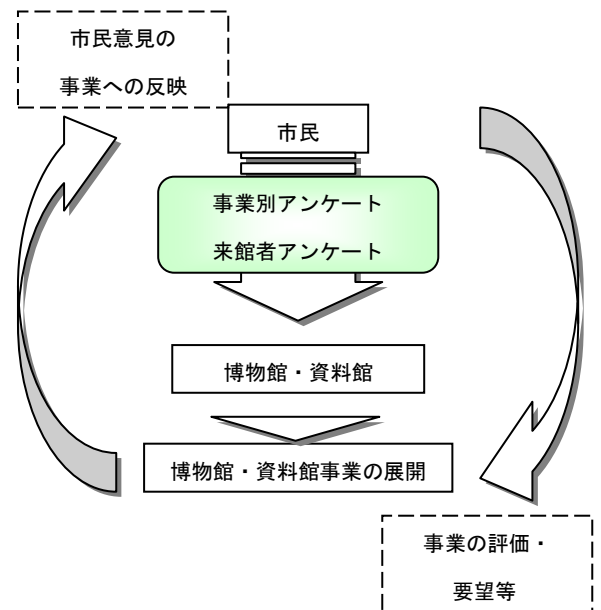 市民意見の
事業への反映
市民
事業別アンケート
来館者アンケート
博物館・資料館
博物館・資料館事業の展開
事業の評価・
要望等